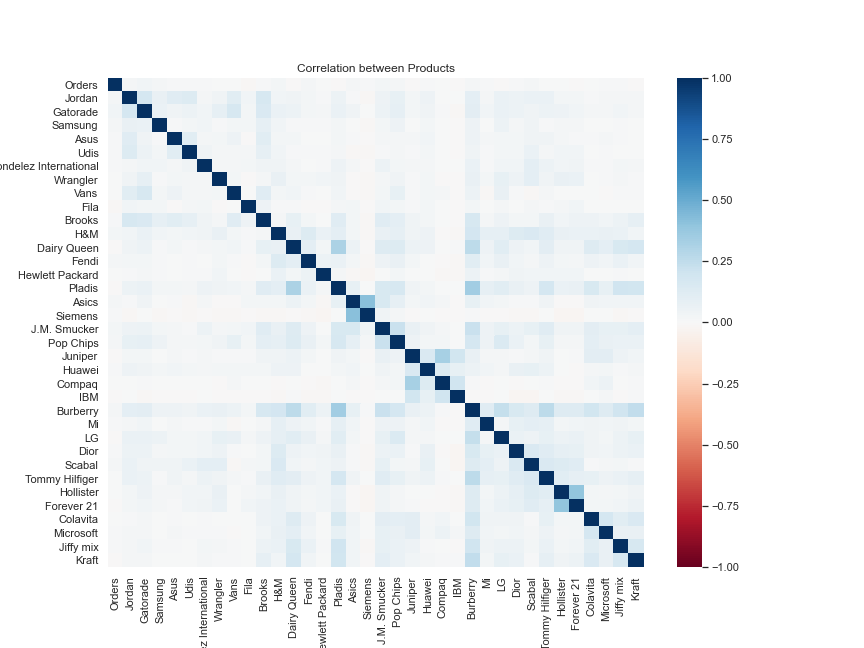 Correlation between Products
Orders
Jordan
Gatorade
Samsung
Asus
Udis
ondelez International
Wrangler
Vans
Fila
Brooks
H&M
Dairy Queen
Fendi
Hewlett Packard
Pladis
Asics
Siemens
J.M. Smucker
Pop Chips
Juniper
Huawei
Compaq
IBM
Burberry
Mi
LG
Dior
Scabal
Tommy Hilfiger
Hollister
Forever 21
Colavita
Microsoft
Jiffy mix
Kraft
Orders
Jordan
Gatorade
Samsung
Asus
Udis
ez International
Wrangler
Vans
Fila
Brooks
H&M
Dairy Queen
Fendi
ewlett Packard
Pladis
Asics
Siemens
J.M. Smucker
Pop Chips
Juniper
Huawei
Compaq
IBM
Burberry
Mi
LG
Dior
Scabal
Tommy Hilfiger
Hollister
Forever 21
Colavita
Microsoft
Jiffy mix
Kraft
1.00
0.75
0.50
0.25
0.00
−0.25
−0.50
−0.75
−1.00